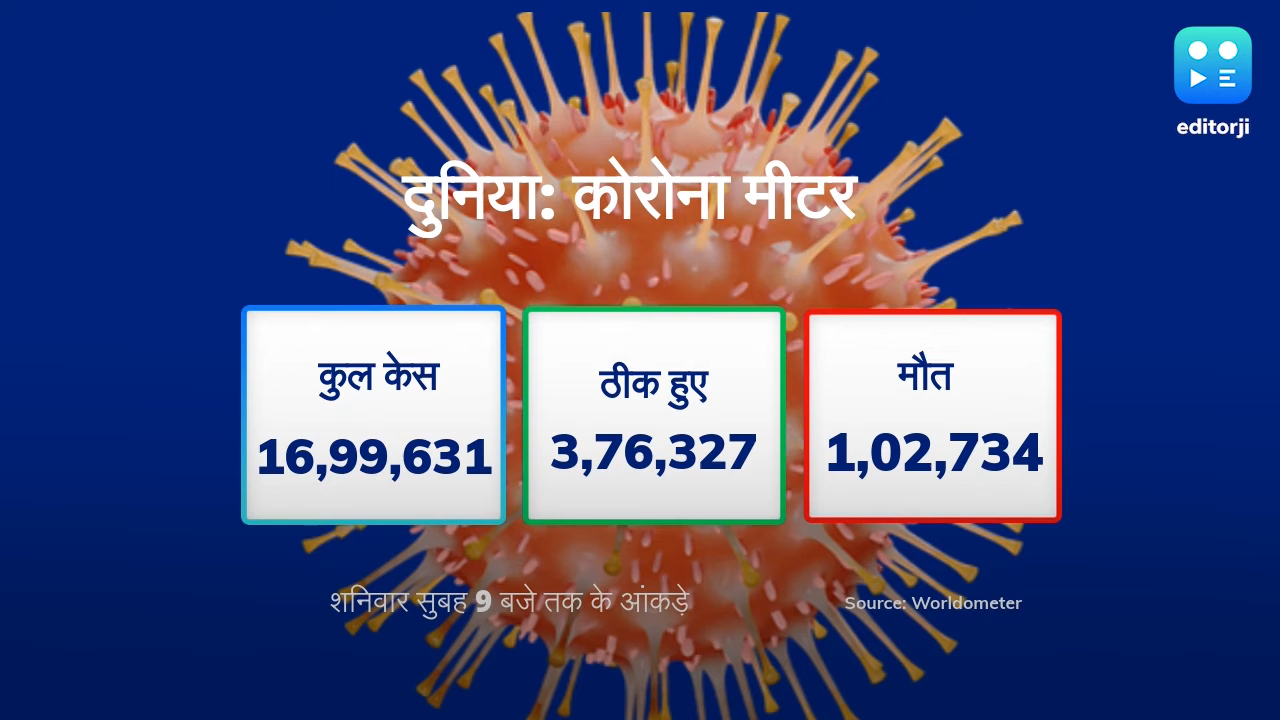 editorji
दुनिया: कोरोना मीटर
कुल केस
16,99,631
ठीक हुए
3,76,327
मौत
1,02,734
शनिवार सुबह 9 बजे तक के आंकड़े
Source: Worldometer